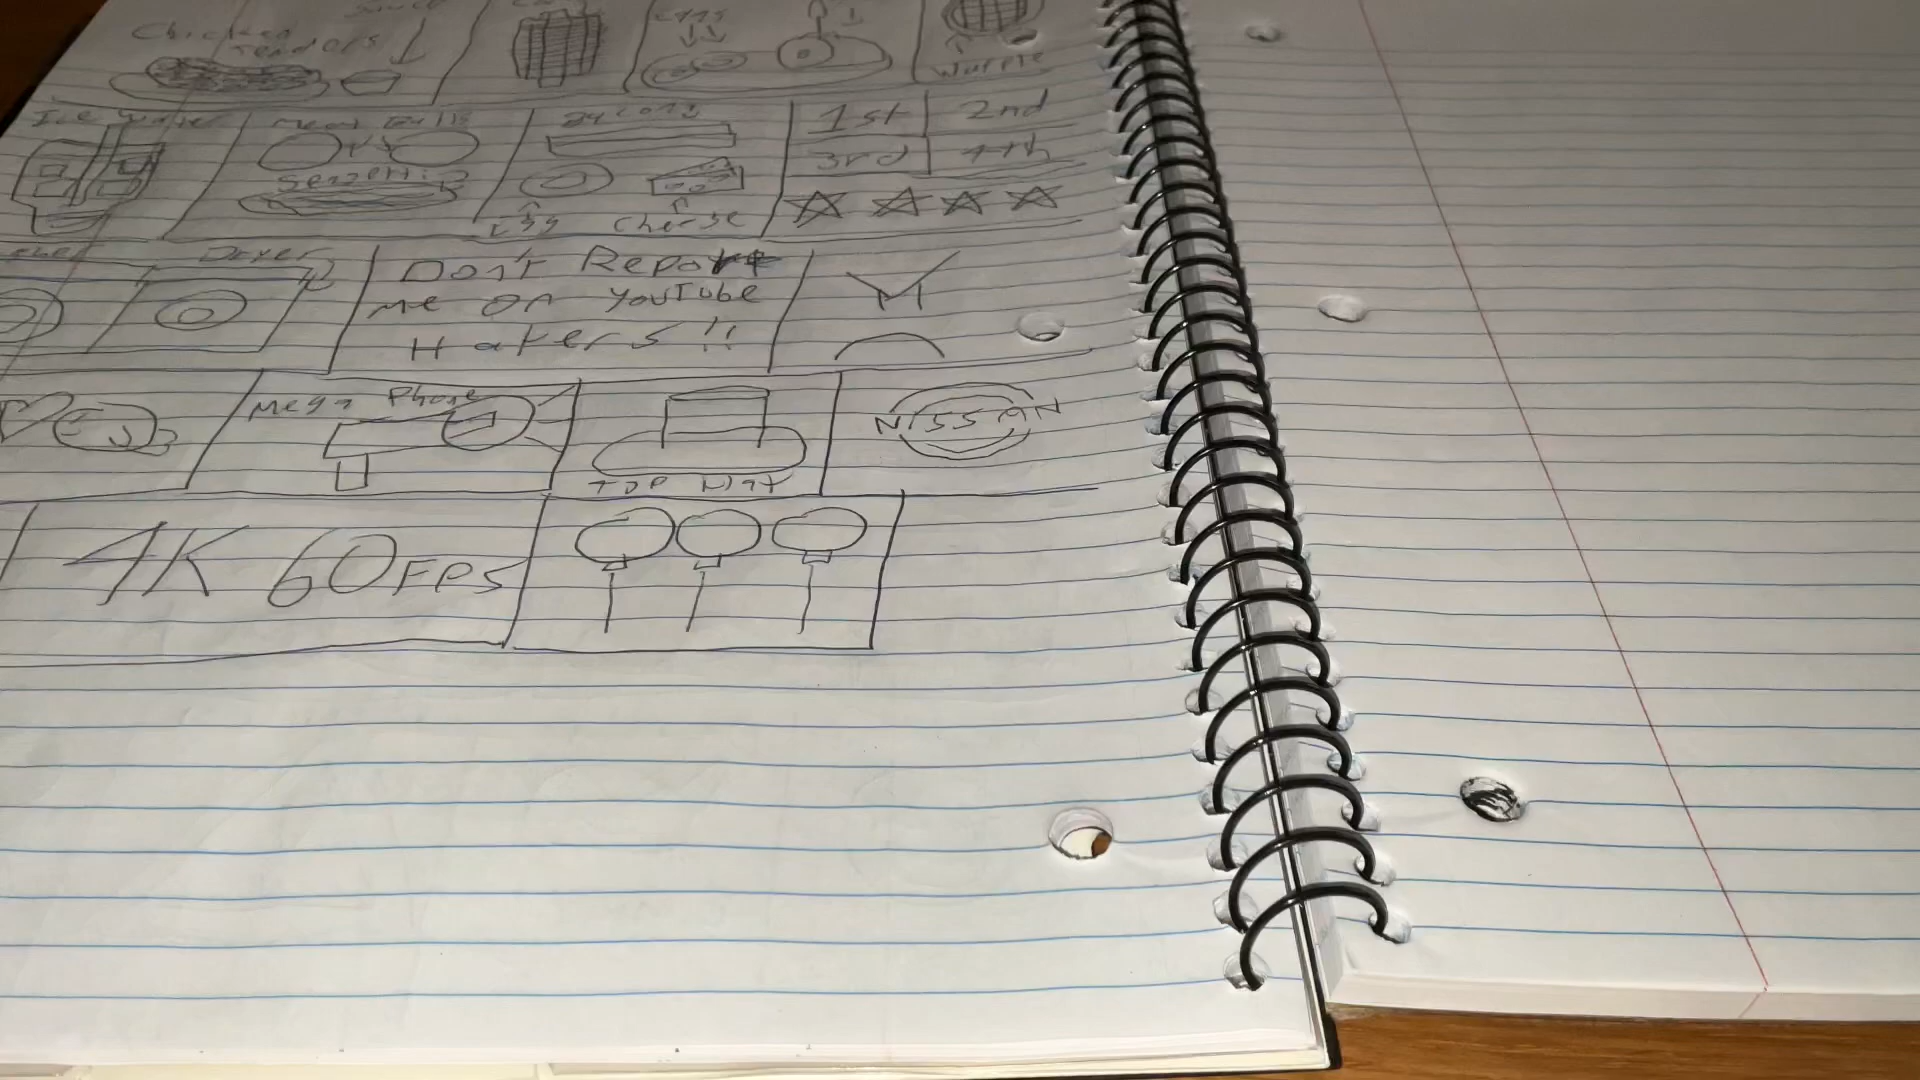 Chicken
Tenders
Eggs
Waffle
Ice Water
Meat Balls
Bacony
1st
2nd
3rd
4th
Egg
Cheese
Dryer
Don't Report
me on YouTube
Haters!!
Mega Phone
Top Hat
NISSAN
4K 60FPS